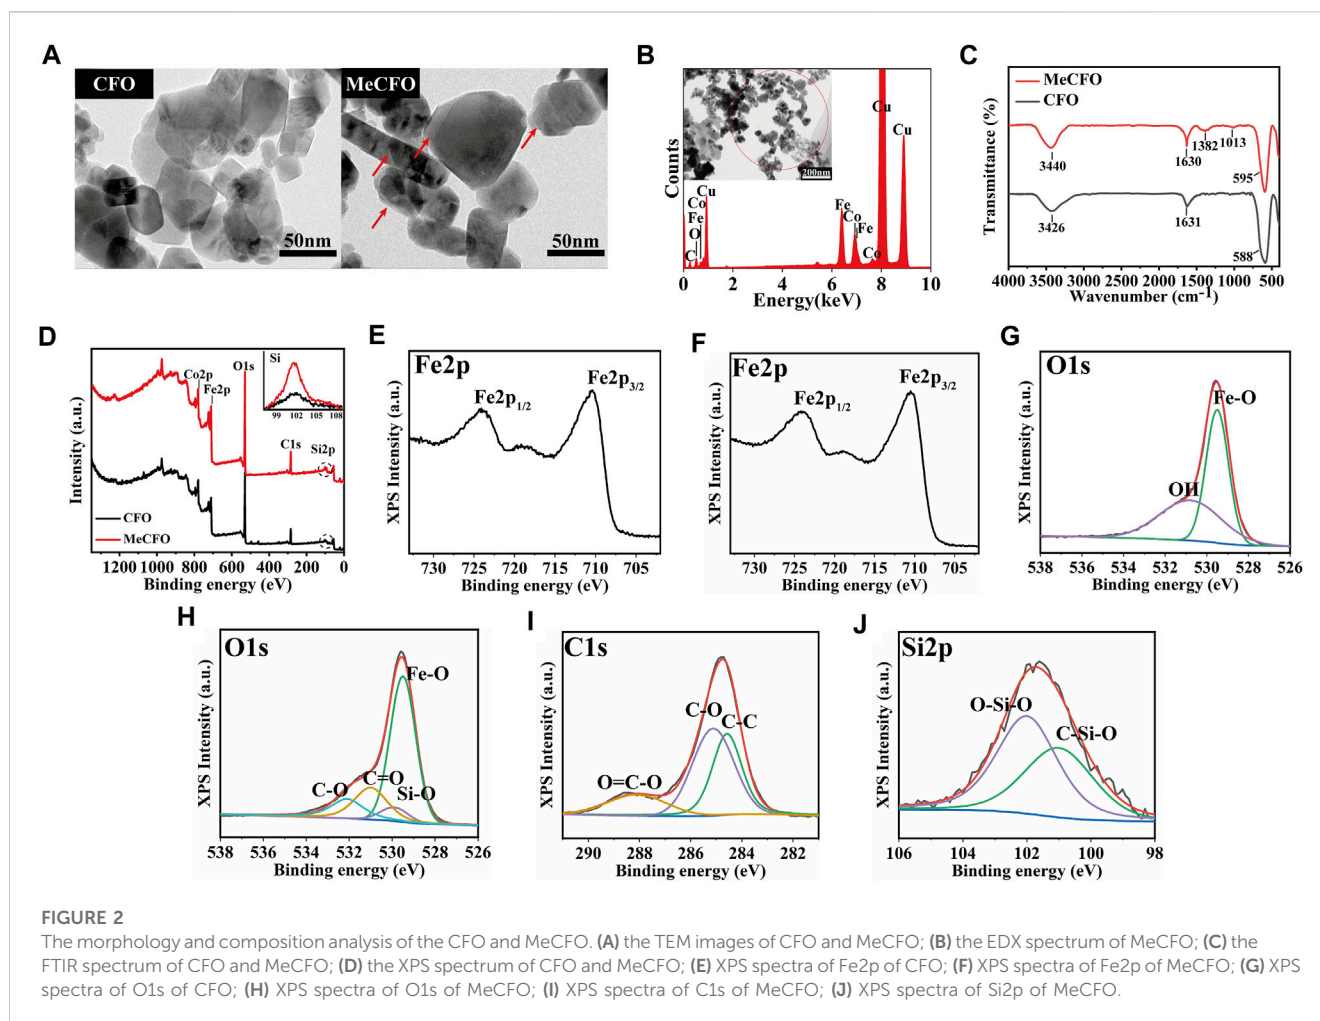 A
CFO
50nm
MeCFO
50nm
B
Counts
Cu
Cu
Cu
Co
Fe
O
C
Fe
Co
Fe
Co
200nm
0 2 4 6 8 10
Energy(keV)
C
MeCFO
CFO
Transmittance (%)
3440
1630
1382
1013
595
3426
1631
588
4000 3500 3000 2500 2000 1500 1000 500
Wavenumber (cm-1)
D
Intensity (a.u.)
Co2p
Fe2p
O1s
Si
99 102 105 108
C1s
Si2p
CFO
MeCFO
1200 1000 800 600 400 200 0
Binding energy (eV)
E
Fe2p
Fe2p1/2
Fe2p3/2
XPS Intensity (a.u.)
730 725 720 715 710 705
Binding energy (eV)
F
Fe2p
Fe2p1/2
Fe2p3/2
XPS Intensity (a.u.)
730 725 720 715 710 705
Binding energy (eV)
G
O1s
Fe-O
OH
XPS Intensity (a.u.)
538 536 534 532 530 528 526
Binding energy (eV)
H
O1s
Fe-O
C-O
C=O
Si-O
XPS Intensity (a.u.)
538 536 534 532 530 528 526
Binding energy (eV)
I
C1s
C-O
C-C
O=C-O
XPS Intensity (a.u.)
290 288 286 284 282
Binding energy (eV)
J
Si2p
O-Si-O
C-Si-O
XPS Intensity (a.u.)
106 104 102 100 98
Binding energy (eV)
FIGURE 2
The morphology and composition analysis of the CFO and MeCFO. (A) the TEM images of CFO and MeCFO; (B) the EDX spectrum of MeCFO; (C) the
FTIR spectrum of CFO and MeCFO; (D) the XPS spectrum of CFO and MeCFO; (E) XPS spectra of Fe2p of CFO; (F) XPS spectra of Fe2p of MeCFO; (G) XPS
spectra of O1s of CFO; (H) XPS spectra of O1s of MeCFO; (I) XPS spectra of C1s of MeCFO; (J) XPS spectra of Si2p of MeCFO.